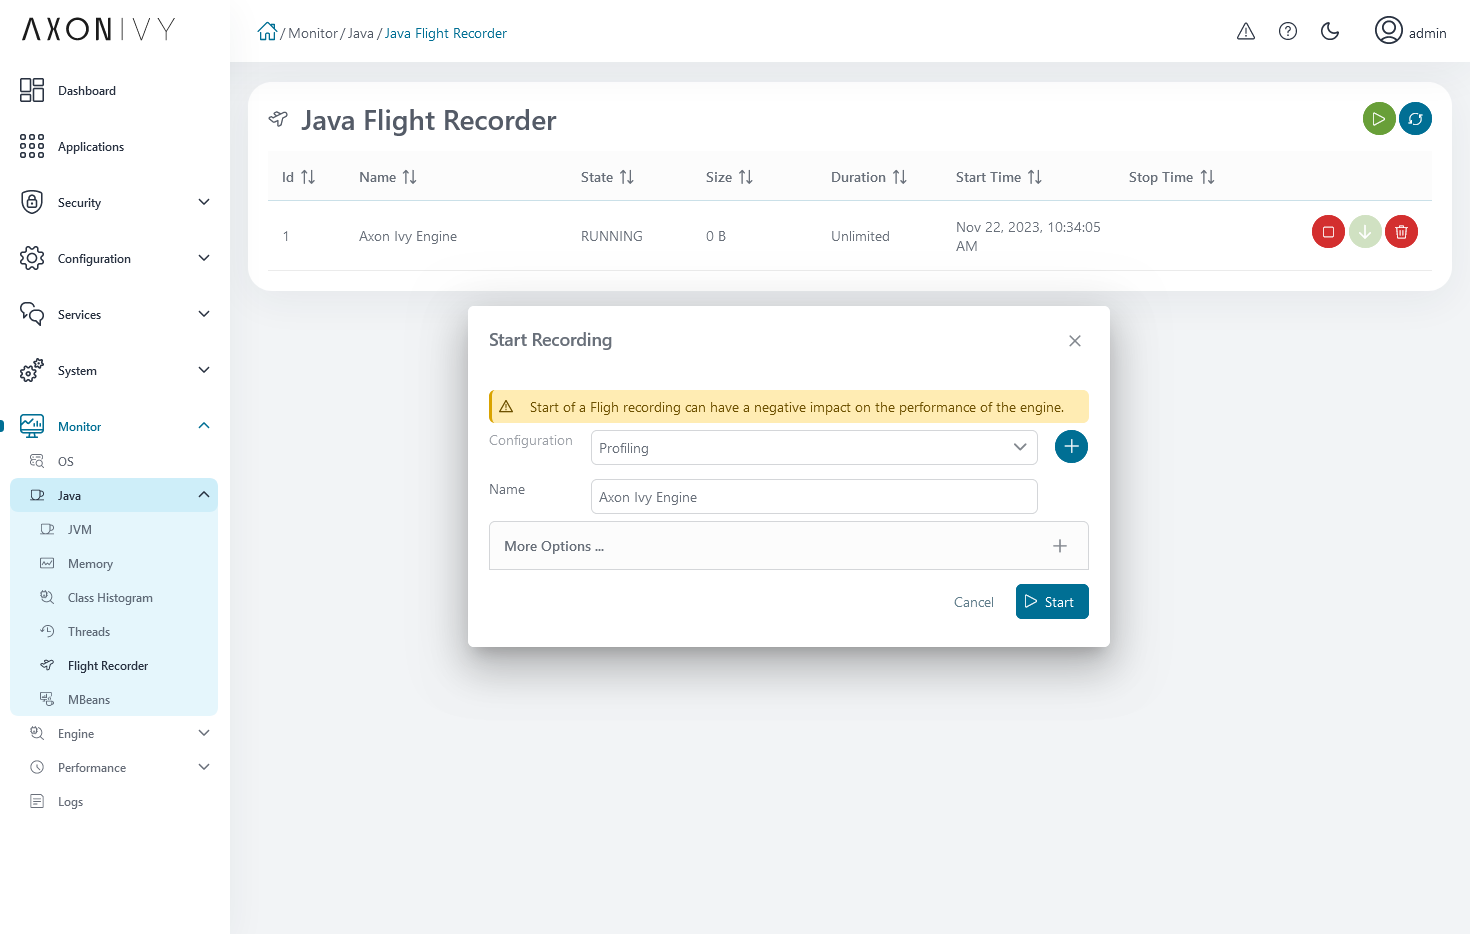 AXONIVY
Monitor / Java / Java Flight Recorder
admin
Dashboard
Applications
Security
Configuration
Services
System
Monitor
OS
Java
JVM
Memory
Class Histogram
Threads
Flight Recorder
MBeans
Engine
Performance
Logs
Java Flight Recorder
Id Name State Size Duration Start Time Stop Time
1 Axon Ivy Engine RUNNING 0 B Unlimited Nov 22, 2023, 10:34:05
AM
Start Recording
Start of a Fligh recording can have a negative impact on the performance of the engine.
Configuration Profiling
Name Axon Ivy Engine
More Options ...
Cancel Start